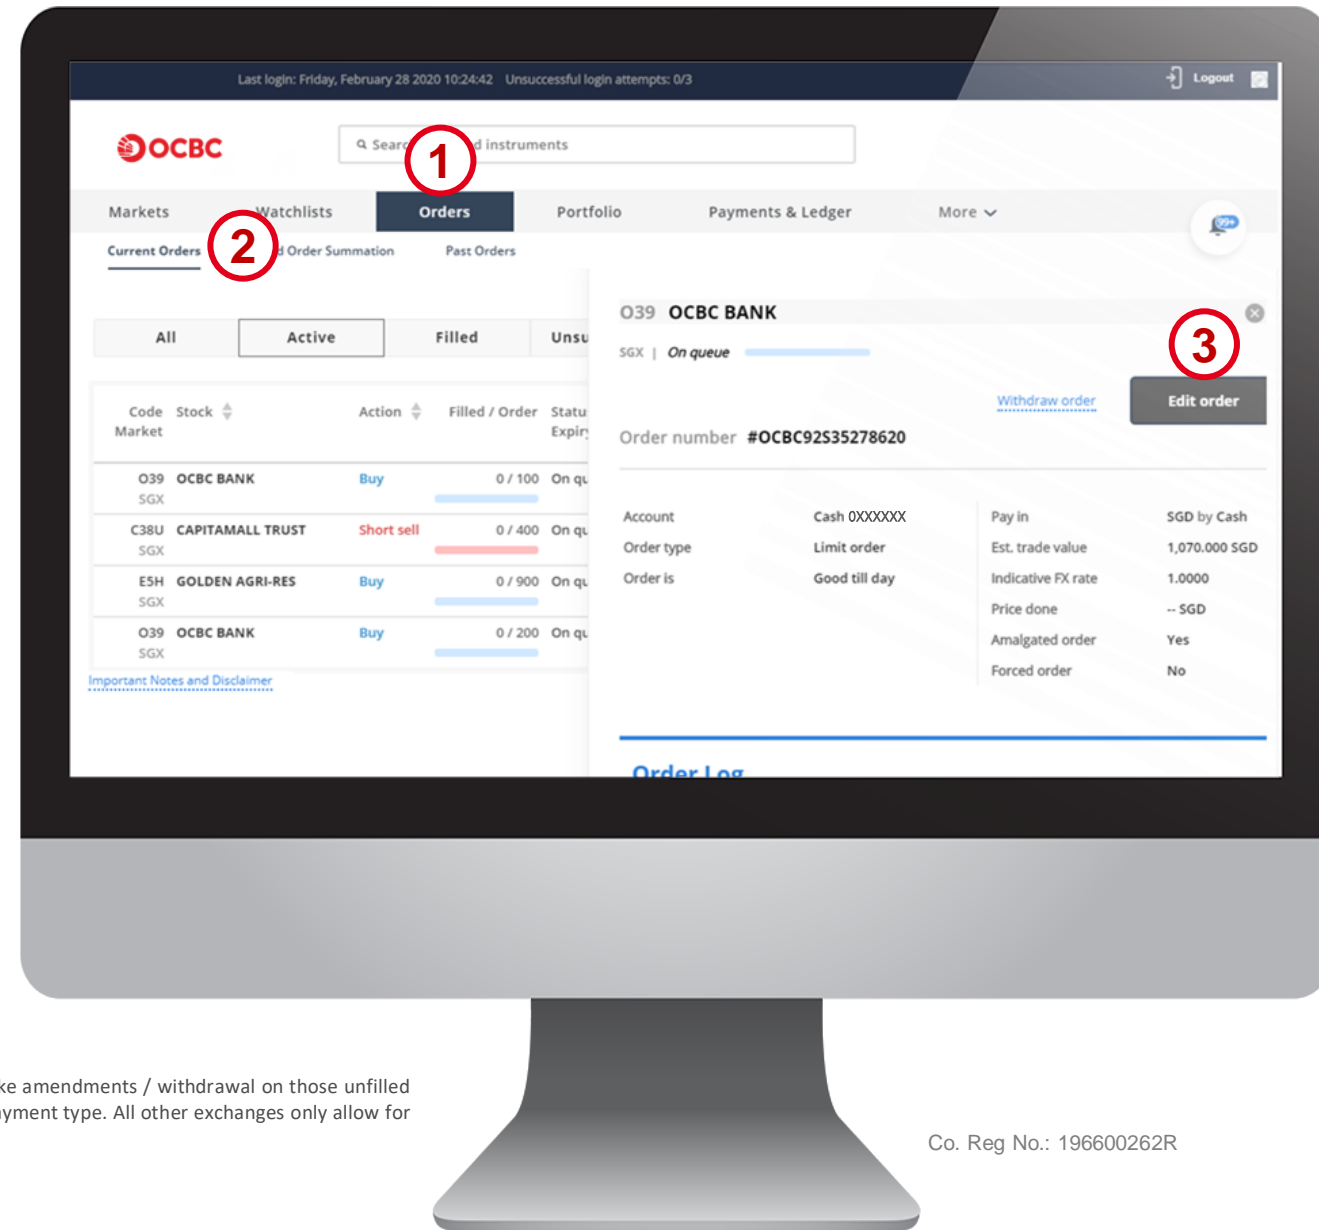 Last login: Friday, February 28 2020 10:24:42 Unsuccessful login attempts: 0/3
Logout
OCBC
instruments
1
Markets Watchlists Orders Portfolio Payments & Ledger More
99+
Current Orders 2 Order Summation Past Orders
O39 OCBC BANK
All Active Filled
SGX | On queue
3
Withdraw order Edit order
Code Stock Action Filled / Order
Market
Order number #OCBC92S35278620
O39 OCBC BANK Buy 0 / 100 On
SGX
C38U CAPITAMALL TRUST Short sell 0 / 400 On
SGX
E5H GOLDEN AGRI-RES Buy 0 / 900 On
SGX
O39 OCBC BANK Buy 0 / 200 On
SGX
Important Notes and Disclaimer
Account Cash 0XXXXXX Pay in SGD by Cash
Order type Limit order Est. trade value 1,070.000 SGD
Order is Good till day Indicative FX rate 1.0000
Price done -- SGD
Amalgated order Yes
Forced order No
Order Log
amendments / withdrawal on those unfilled
type. All other exchanges only allow for
Co. Reg No.: 196600262R